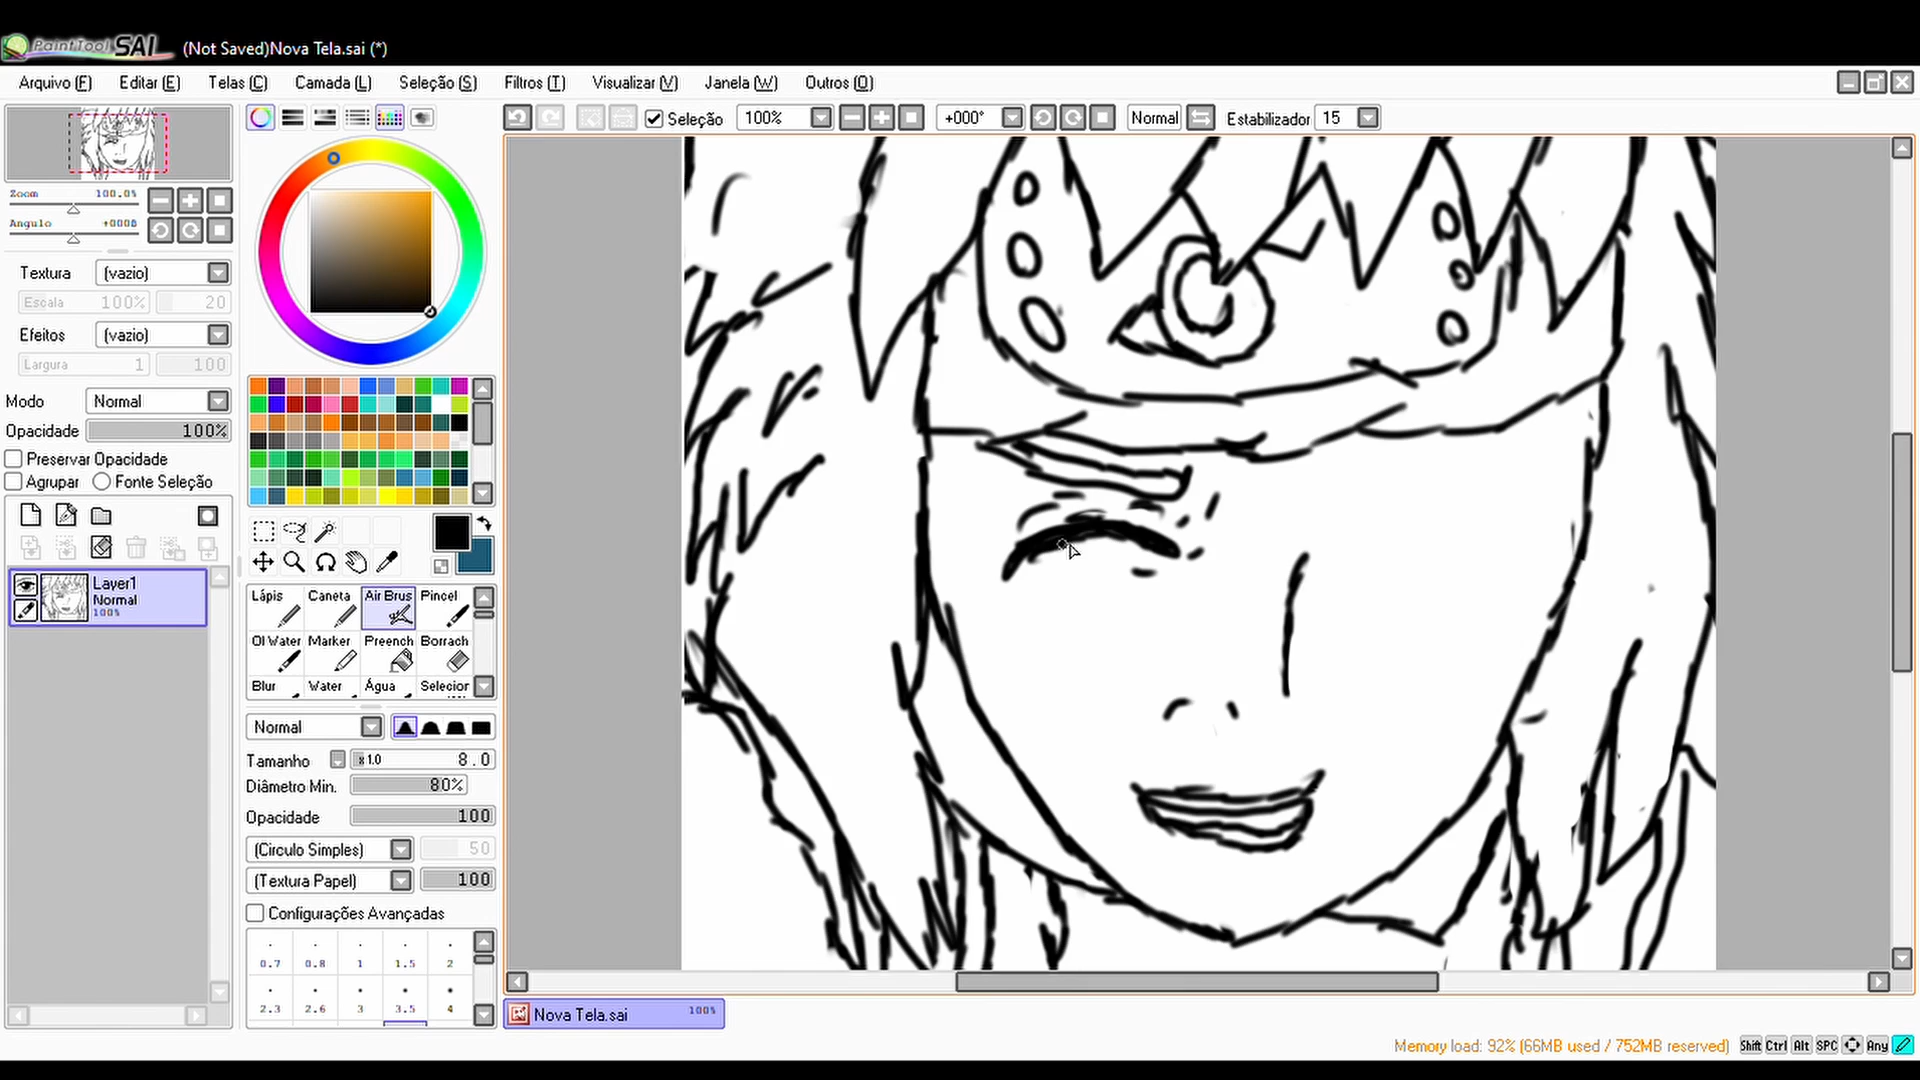 PaintTool SAI (Not Saved)Nova Tela.sai (*)
Arquivo (F) Editar (E) Telas (C) Camada (L) Seleção (S) Filtros (T) Visualizar (V) Janela (W) Outros (O)
Seleção 100% +000° Normal Estabilizador 15
Zoom 100.0%
Angulo +000θ
Textura (vazio)
Escala 100% 20
Efeitos (vazio)
Largura 1 100
Modo Normal
Opacidade 100%
Preservar Opacidade
Agrupar Fonte Seleção
Layer1
Normal
100%
Lápis Caneta Air Brus Pincel
Ol Water Marker Preench Borrach
Blur Water Água Selecior
Normal
Tamanho x1.0 8.0
Diâmetro Min. 80%
Opacidade 100
(Circulo Simples) 50
(Textura Papel) 100
Configurações Avançadas
0.7 0.8 1 1.5 2
2.3 2.6 3 3.5 4
Nova Tela.sai 100%
Memory load: 92% (66MB used / 752MB reserved) Shift Ctrl Alt SPC Any